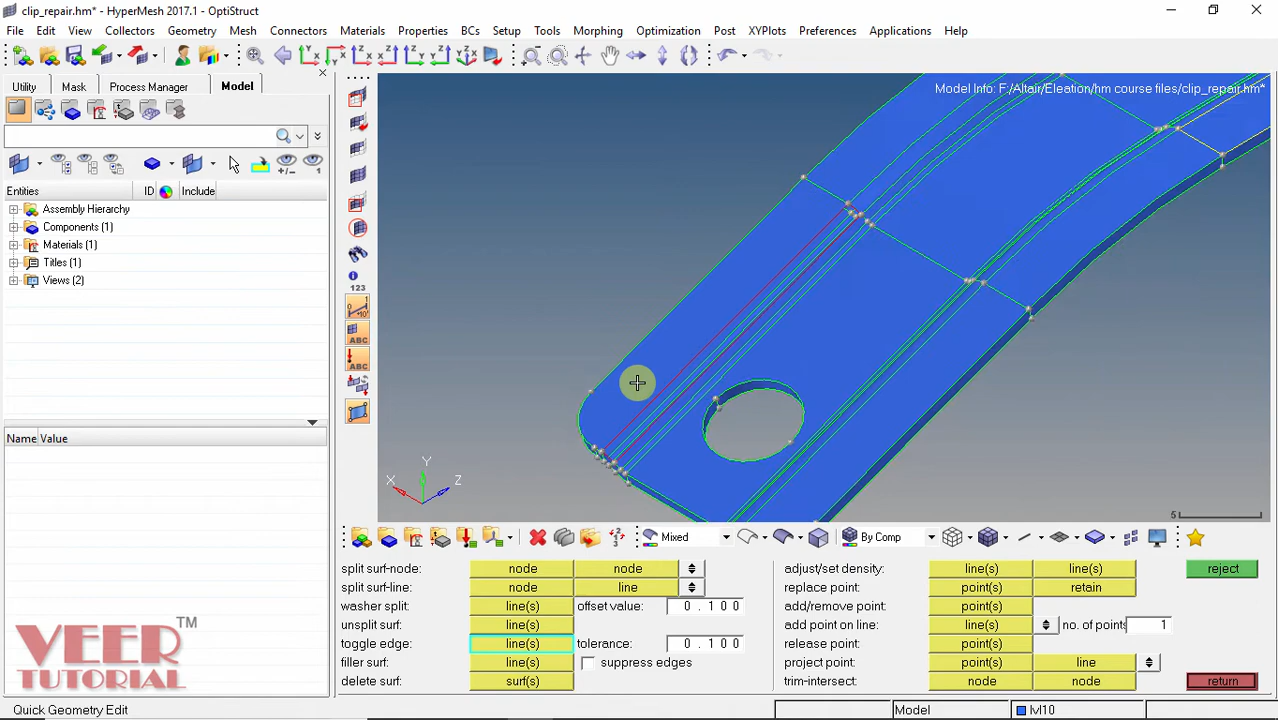 clip_repair.hm* - HyperMesh 2017.1 - OptiStruct
File Edit View Collectors Geometry Mesh Connectors Materials Properties BCs Setup Tools Morphing Optimization Post XYPlots Preferences Applications Help
Utility Mask Process Manager Model
Model Info: F:/Altair/Eleation/hm course files/clip_repair.hm*
Entities ID Include
Assembly Hierarchy
Components (1)
Materials (1)
Titles (1)
Views (2)
123
ABC
ABC
Name Value
Y
X Z
5
Mixed By Comp
split surf-node: node node adjust/set density: line(s) line(s) reject
split surf-line: node line replace point: point(s) retain
washer split: line(s) offset value: 0.100 add/remove point: point(s)
unsplit surf: line(s) add point on line: line(s) no. of points 1
toggle edge: line(s) tolerance: 0.100 release point: point(s)
filler surf: line(s) suppress edges project point: point(s) line
delete surf: surf(s) trim-intersect: node node return
VEER TM
TUTORIAL
Quick Geometry Edit Model lvl10